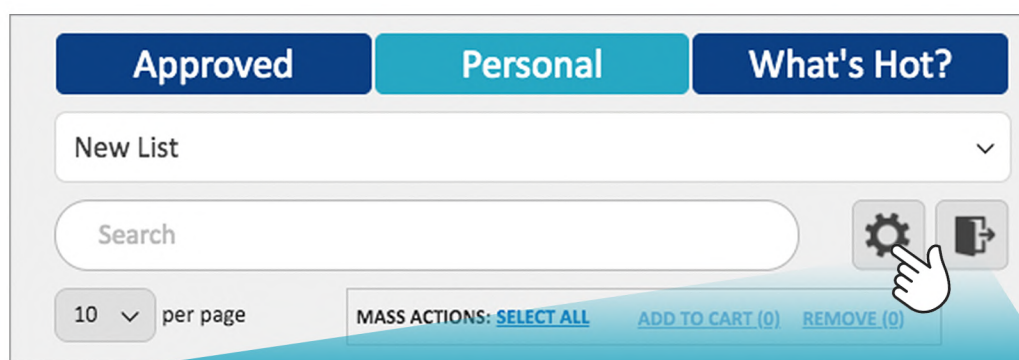 Approved Personal What's Hot?
New List
Search
10 per page MASS ACTIONS: SELECT ALL ADD TO CART (0) REMOVE (0)